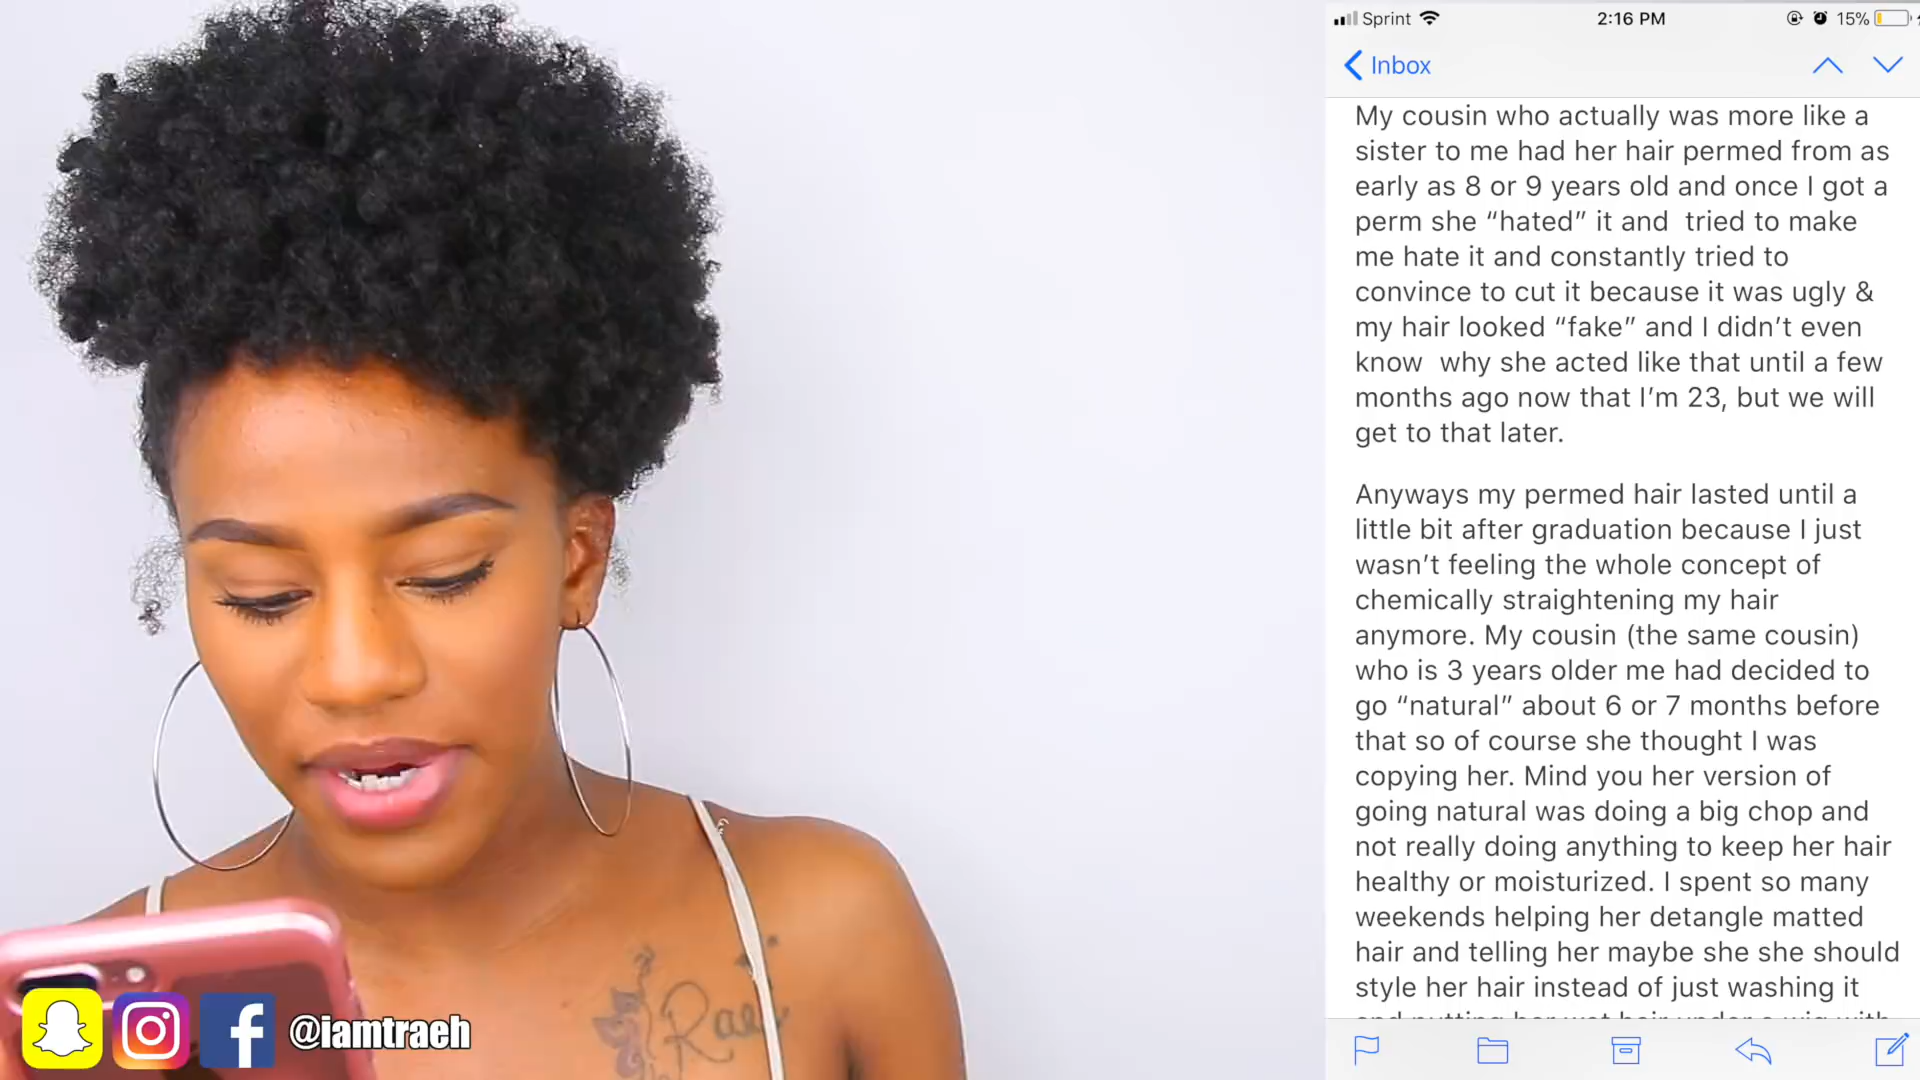 Sprint 2:16 PM 15%
Inbox
My cousin who actually was more like a
sister to me had her hair permed from as
early as 8 or 9 years old and once I got a
perm she “hated” it and  tried to make
me hate it and constantly tried to
convince to cut it because it was ugly &
my hair looked “fake” and I didn’t even
know  why she acted like that until a few
months ago now that I’m 23, but we will
get to that later.
Anyways my permed hair lasted until a
little bit after graduation because I just
wasn’t feeling the whole concept of
chemically straightening my hair
anymore. My cousin (the same cousin)
who is 3 years older me had decided to
go “natural” about 6 or 7 months before
that so of course she thought I was
copying her. Mind you her version of
going natural was doing a big chop and
not really doing anything to keep her hair
healthy or moisturized. I spent so many
weekends helping her detangle matted
hair and telling her maybe she she should
style her hair instead of just washing it
and putting her wet hair under a wig with
Rae
f @iamtraeh